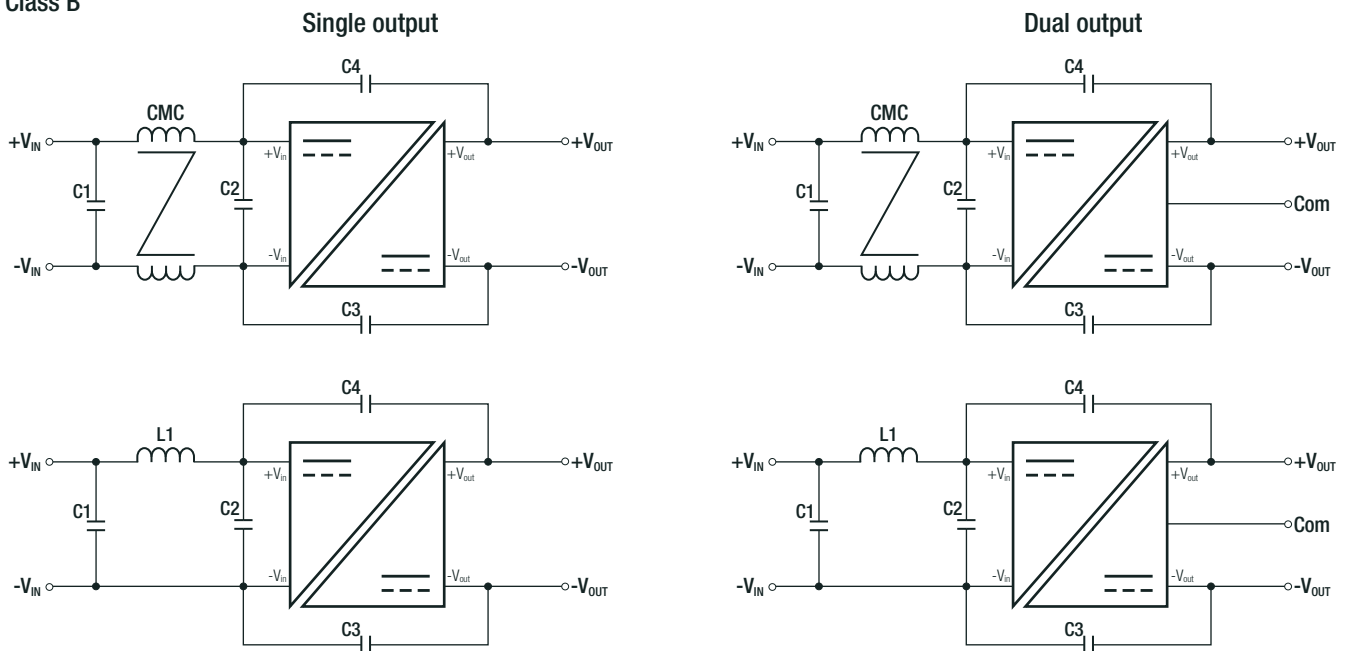 Class B
Single output
Dual output
C4
CMC
+VIN
+Vin
+Vout
+VOUT
C1
C2
-VIN
-Vin
-Vout
-VOUT
C3
C4
CMC
+VIN
+Vin
+Vout
+VOUT
C1
C2
Com
-VIN
-Vin
-Vout
-VOUT
C3
C4
L1
+VIN
+Vin
+Vout
+VOUT
C1
C2
-VIN
-Vin
-Vout
-VOUT
C3
C4
L1
+VIN
+Vin
+Vout
+VOUT
C1
C2
Com
-VIN
-Vin
-Vout
-VOUT
C3